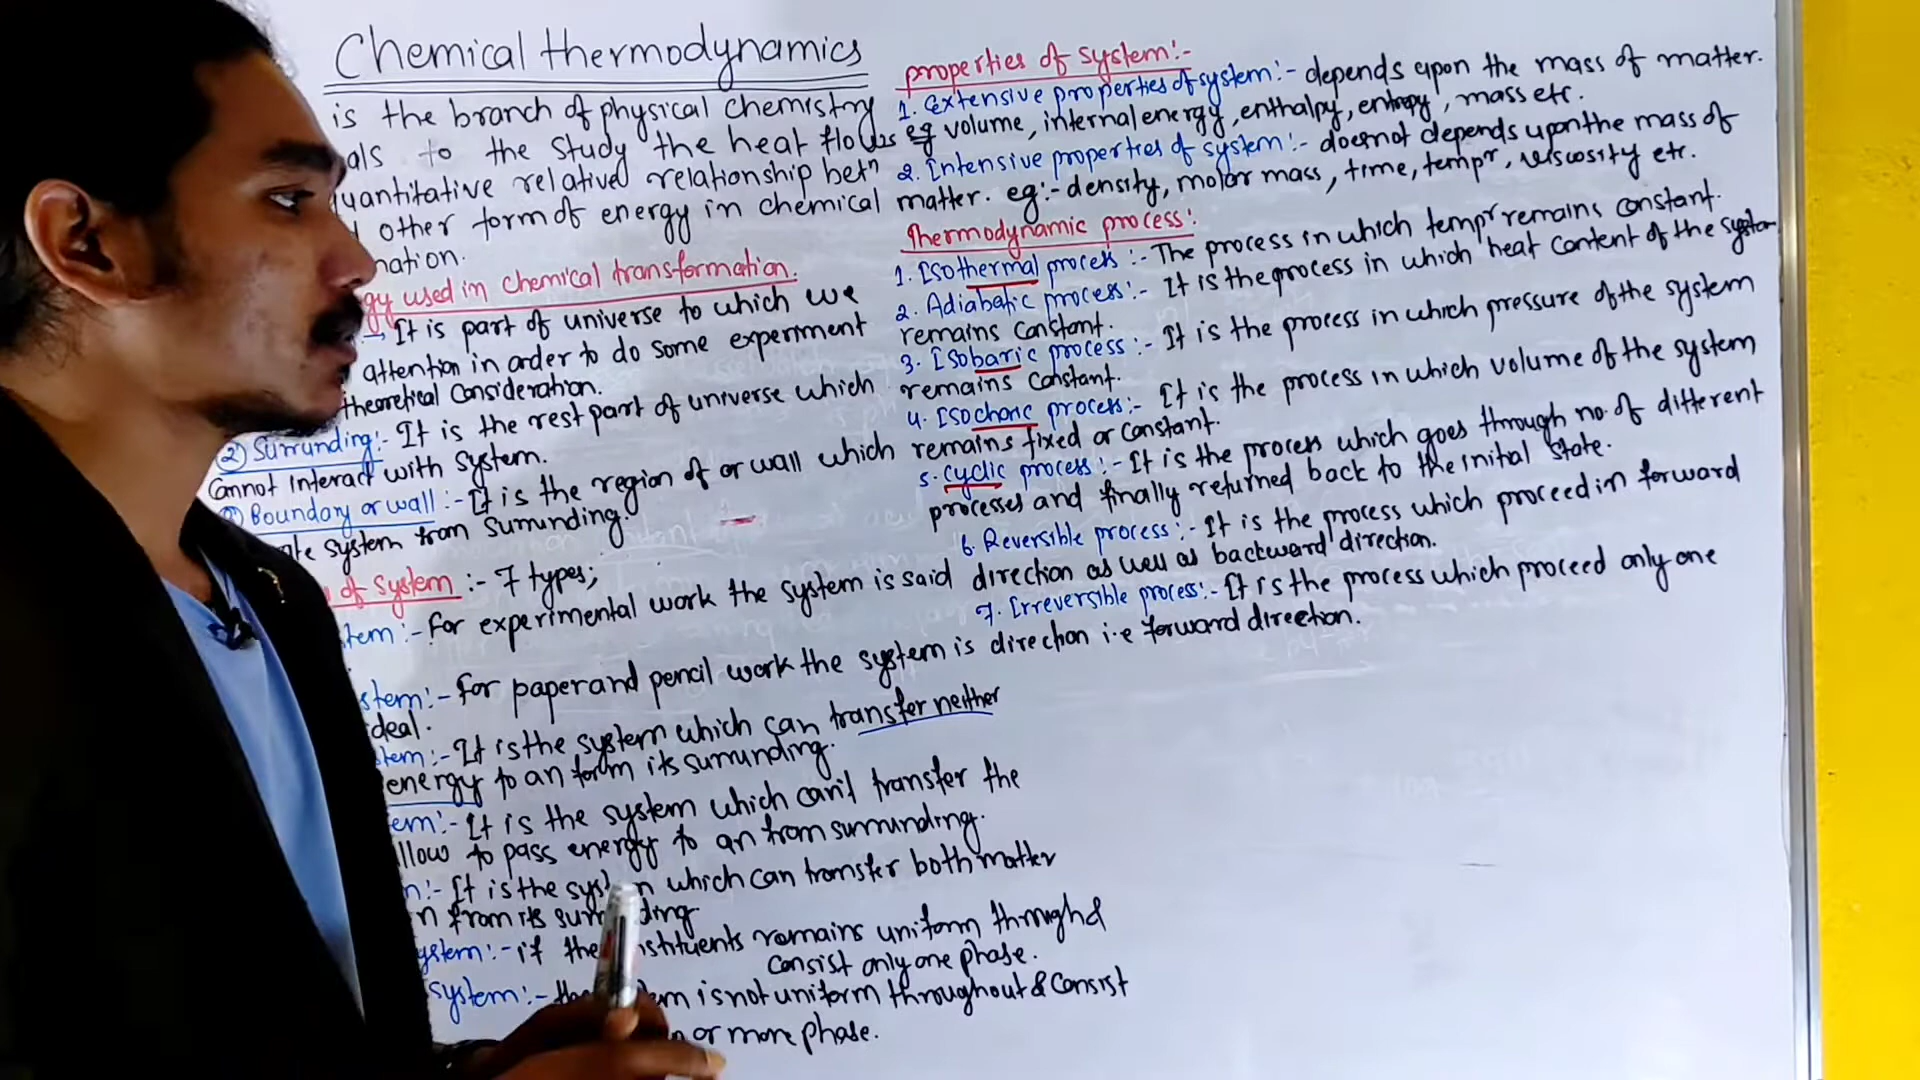 Chemical thermodynamics
is the branch of physical chemistry
als to the study the heat flows
quantitative relative relationship betn
other form of energy in chemical
mation.
gy used in chemical transformation.
→ It is part of universe to which we
attention in order to do some experiment
theoretical consideration.
② Surrunding:- It is the rest part of universe which
cannot interact with system.
Boundary or wall :- It is the region of or wall which
ate system from surrunding.
of system :- 7 types;
tem :- for experimental work the system is said
stem:- for paper and pencil work the system is
deal.
tem:- It is the system which can transfer neither
energy to an form its surrunding.
em:- It is the system which can't transfer the
llow to pass energy to an from surrunding.
n:- It is the system which can transfer both matter
n from its surrunding
ystem:- if the nstituents remains uniform through &
consist only one phase.
system:- em is not uniform throughout & consist
or more phase.
properties of system:-
1. extensive properties of system:- depends upon the mass of matter.
eg volume, internal energy, enthalpy, entropy, mass etc.
2. Intensive properties of system:- doesnot depends upon the mass of
matter. eg:- density, molar mass, time, tempr, viscosity etc.
Thermodynamic process:
1. Isothermal process :- The process in which tempr remains constant.
2. Adiabatic process:- It is the process in which heat content of the system
remains constant.
3. Isobaric process :- It is the process in which pressure of the system
remains constant.
4. Isochoric process:- It is the process in which volume of the system
remains fixed or constant.
5. cyclic process:- It is the process which goes through no. of different
processes and finally returned back to the initial state.
6. Reversible process:- It is the process which proceed in forward
direction as well as backward direction.
7. Irreversible process:- It is the process which proceed only one
direction i.e forward direction.